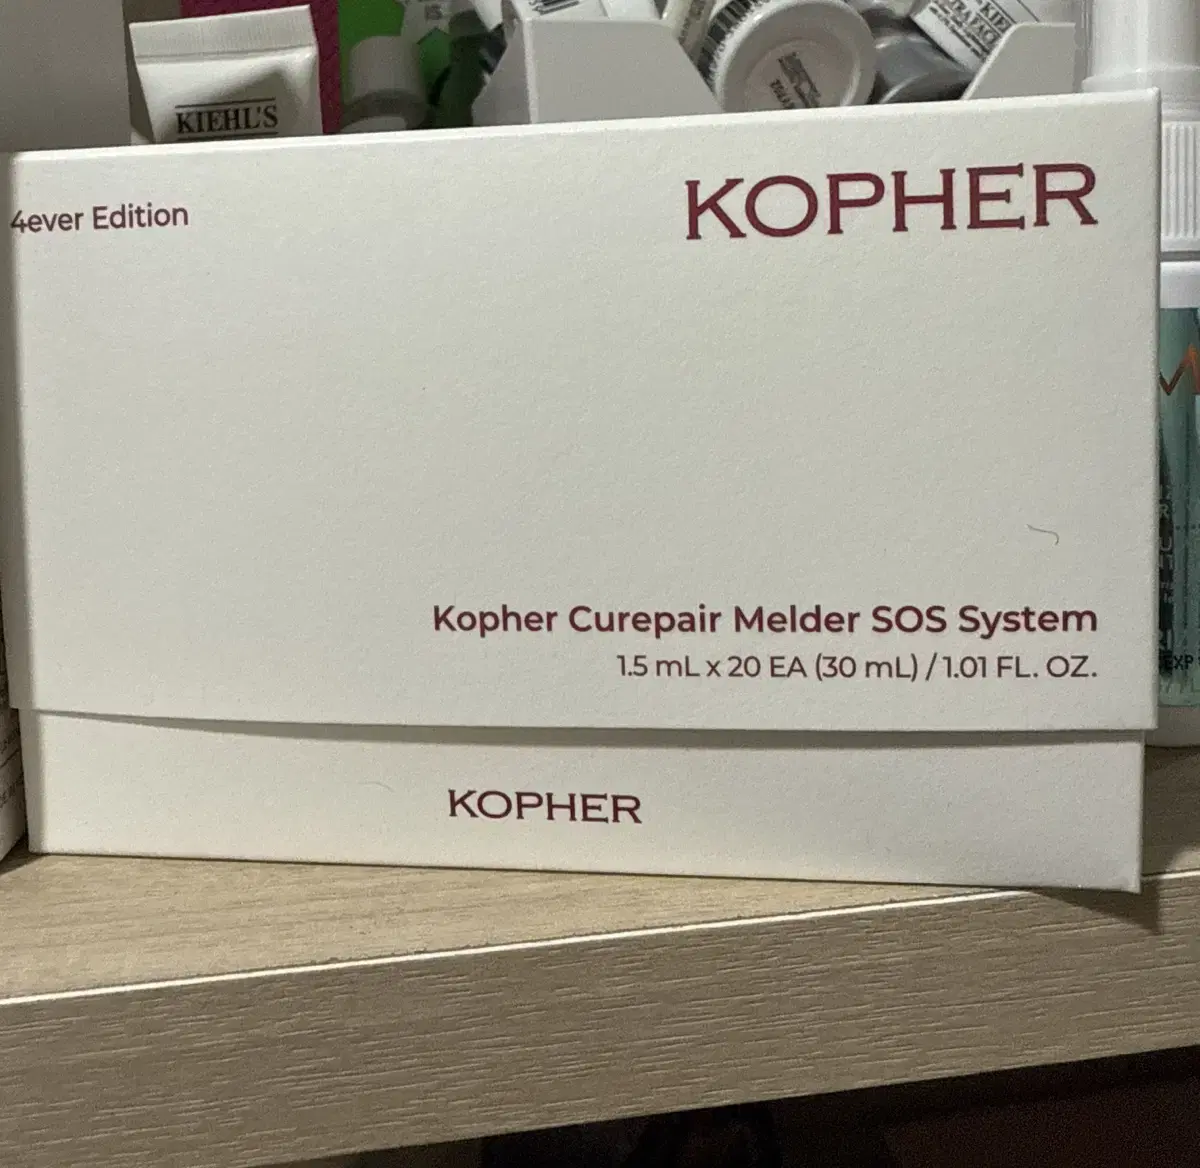 KIEHL'S
4ever Edition
KOPHER
Kopher Curepair Melder SOS System
1.5 mL x 20 EA (30 mL) / 1.01 FL. OZ.
KOPHER
EXP